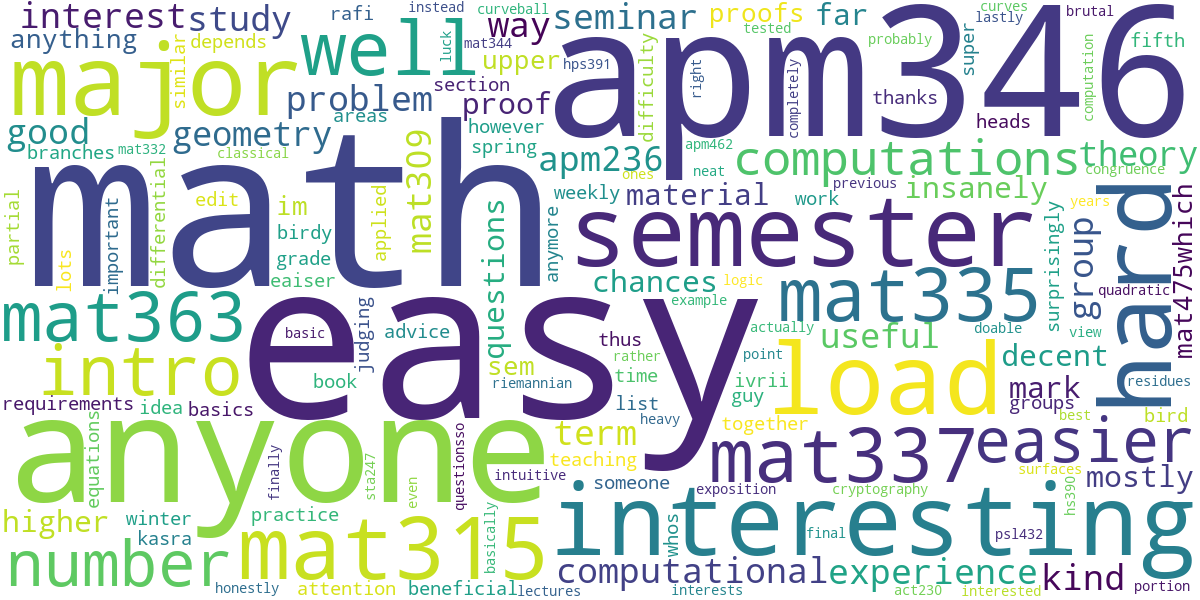 interest study rafi instead curveball seminar proofs far super lastly curves brutal
anything similar depends well luck mat344 way tested probably computation fifth
major upper hps391 apm346
areas problem section proof difficulty right completely thanks heads
good geometry however apm236 apm462 computations theory
branches mat332 classical mat309 spring neat congruence
math ones previous insanely years
partial differential edit im applied weekly material work
lots important birdy anymore semester surprisingly group hard mat475which
grade questions chances
eaiser example logic mat335 quadratic
mat363 judging basic advice thus actually doable view
intro easy rather point useful decent
book sem riemannian time ivrii load residues
requirements idea basics list guy mark groups
equations heavy together best bird
anyone term mat337 easier
finally questionsso teaching surfaces mostly
intuitive someone exposition cryptography hs390
higher winter practice sta247 even whos interesting
kasra mat315 final psl432
number basically computational experience kind
honestly attention beneficial lectures interests act230 interested portion